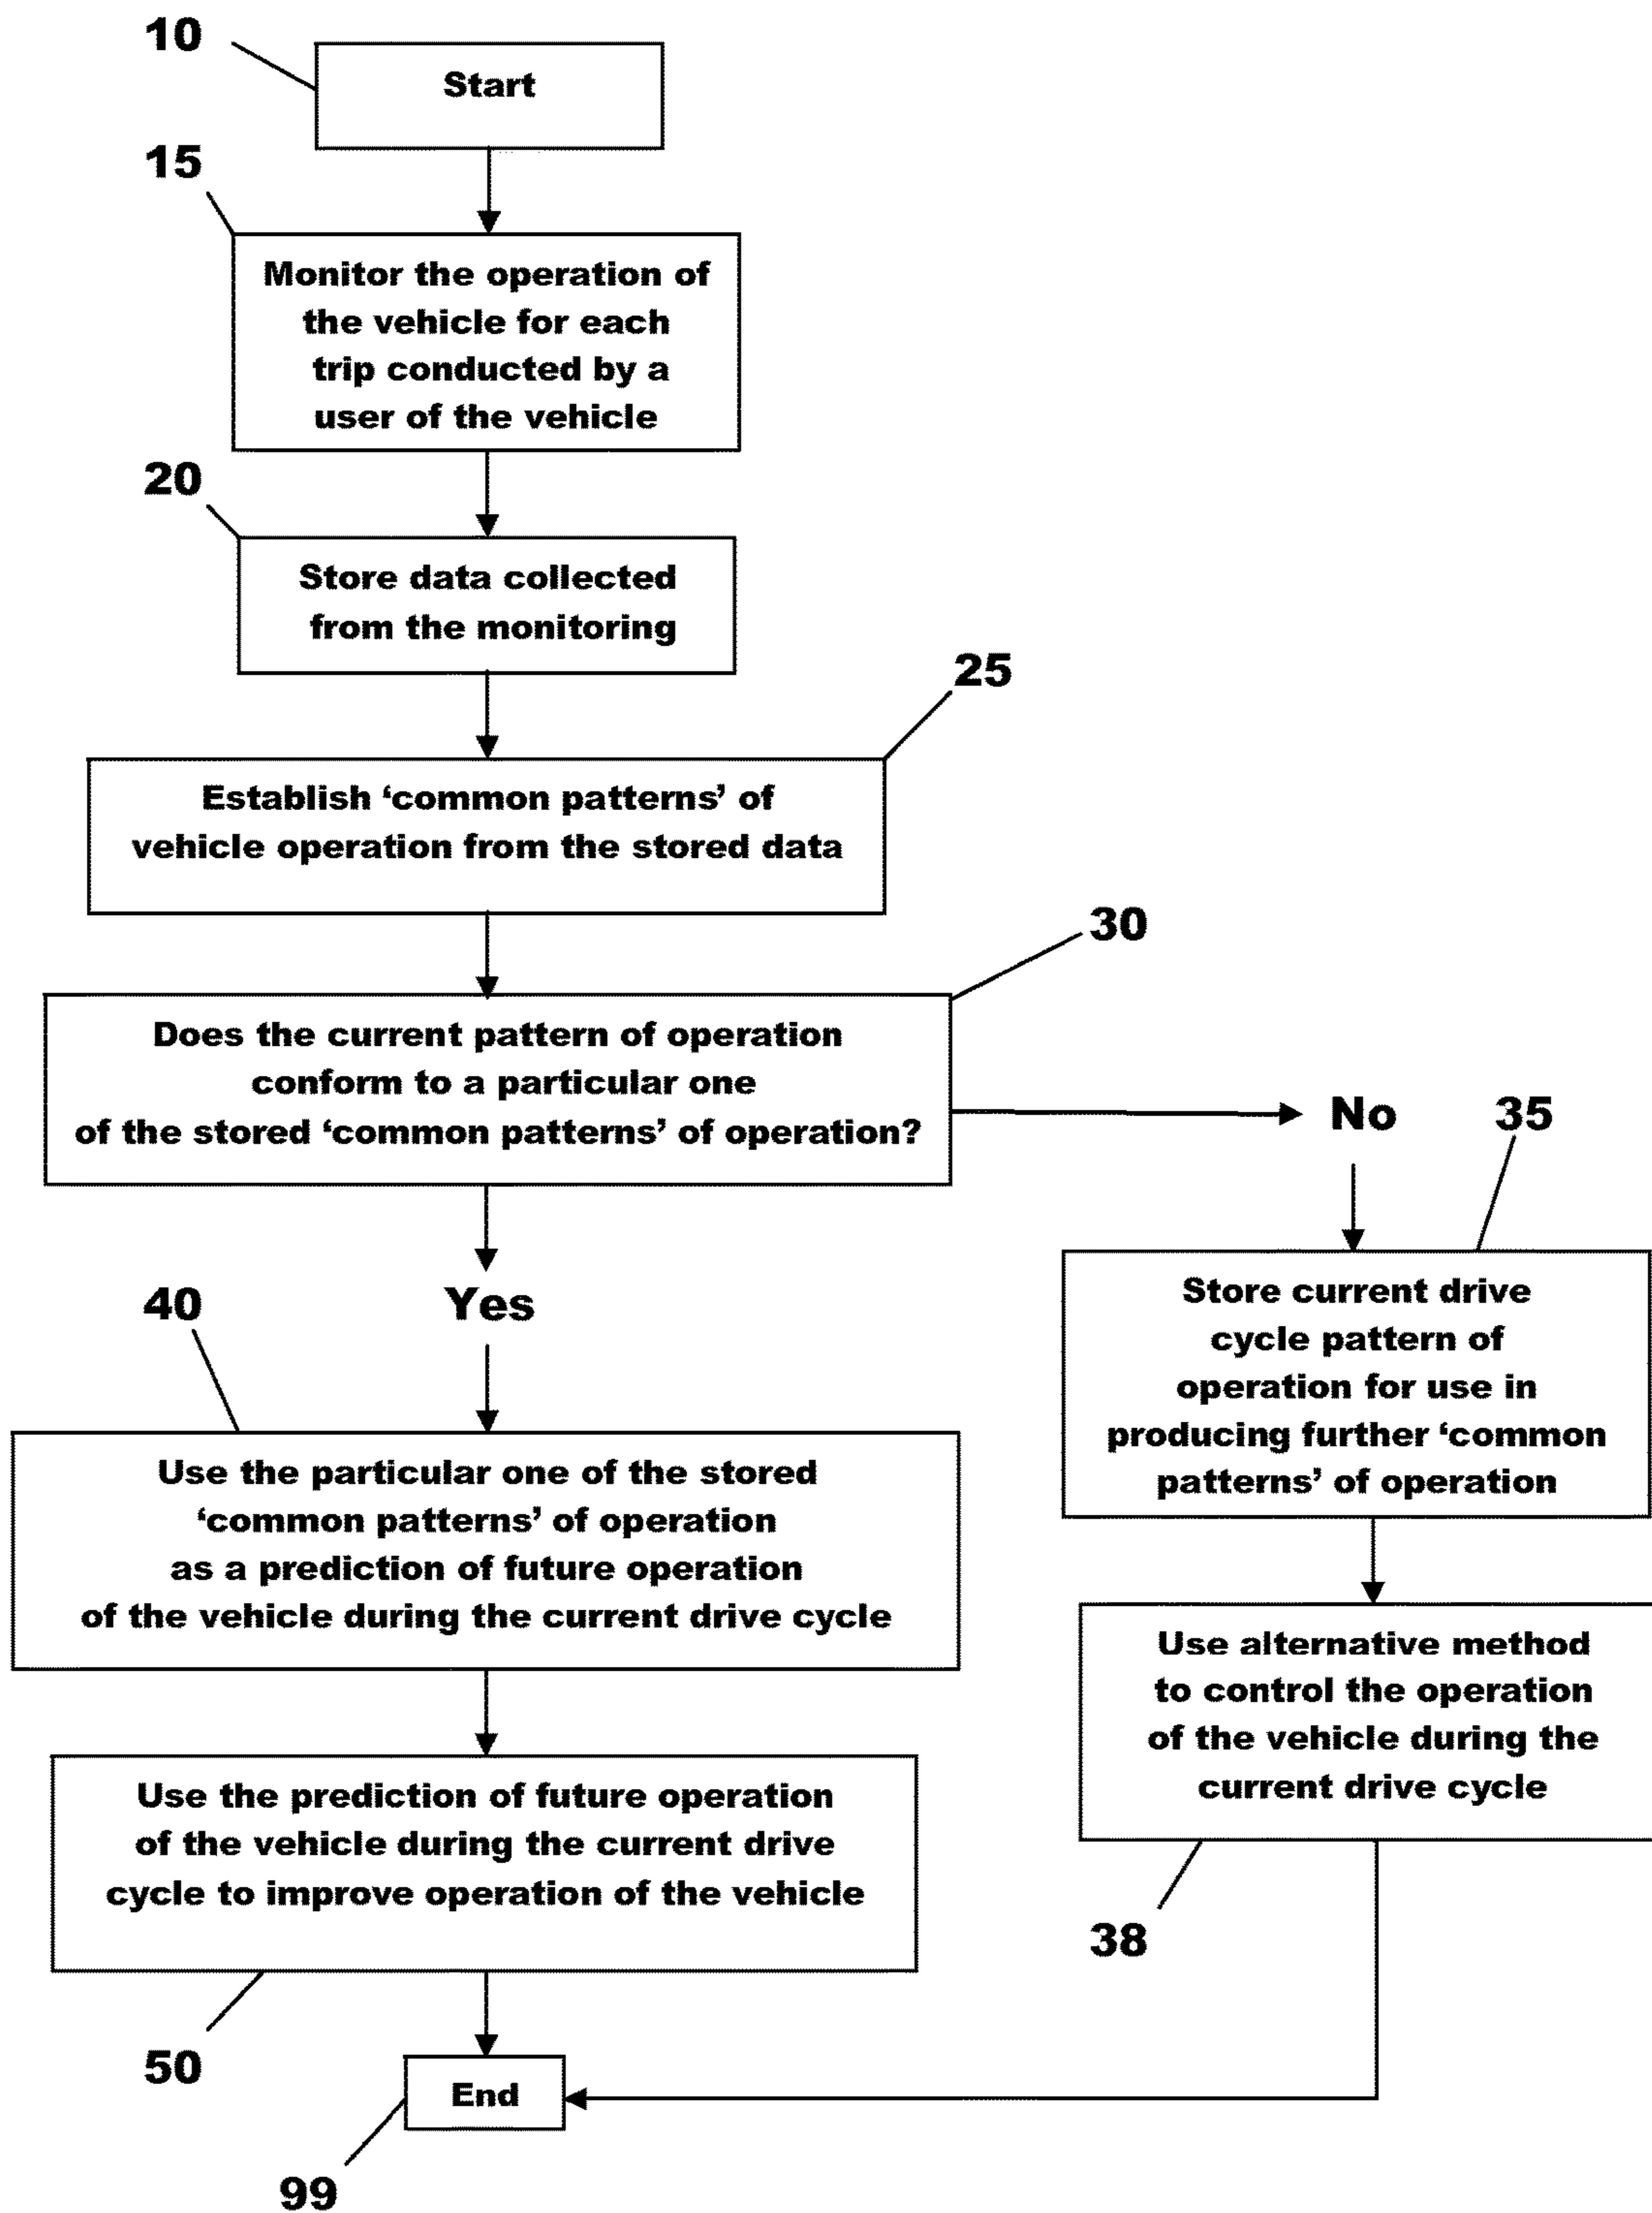 10
Start
15
Monitor the operation of
the vehicle for each
trip conducted by a
user of the vehicle
20
Store data collected
from the monitoring
25
Establish ‘common patterns’ of
vehicle operation from the stored data
30
Does the current pattern of operation
conform to a particular one
of the stored ‘common patterns’ of operation?
No
35
Store current drive
cycle pattern of
operation for use in
producing further ‘common
patterns’ of operation
40
Yes
Use the particular one of the stored
‘common patterns’ of operation
as a prediction of future operation
of the vehicle during the current drive cycle
Use alternative method
to control the operation
of the vehicle during the
current drive cycle
38
Use the prediction of future operation
of the vehicle during the current drive
cycle to improve operation of the vehicle
50
End
99